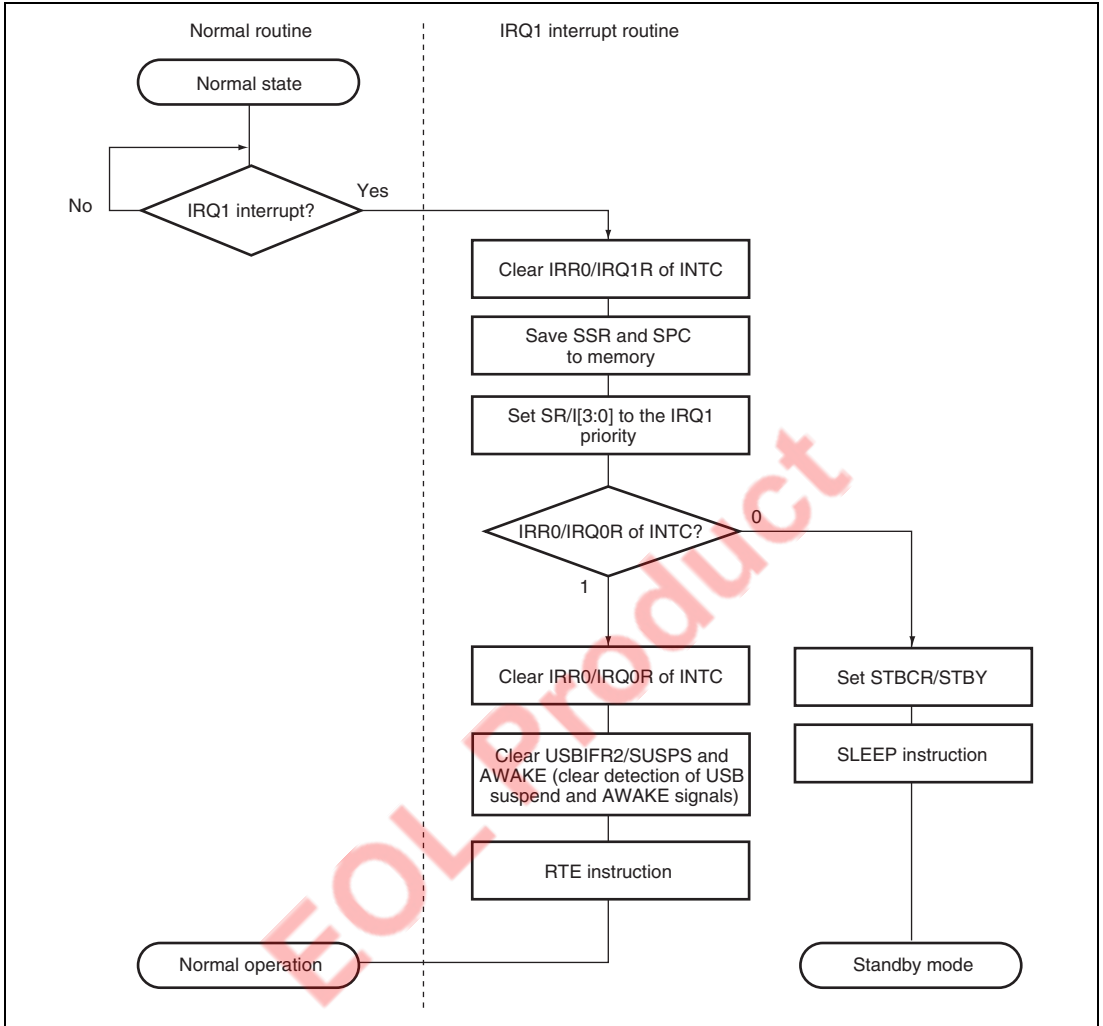 Normal routine
IRQ1 interrupt routine
Normal state
No
IRQ1 interrupt?
Yes
Clear IRR0/IRQ1R of INTC
Save SSR and SPC
to memory
Set SR/I[3:0] to the IRQ1
priority
IRR0/IRQ0R of INTC?
0
1
Clear IRR0/IRQ0R of INTC
Set STBCR/STBY
Clear USBIFR2/SUSPS and
AWAKE (clear detection of USB
suspend and AWAKE signals)
SLEEP instruction
RTE instruction
Normal operation
Standby mode
EOL Product